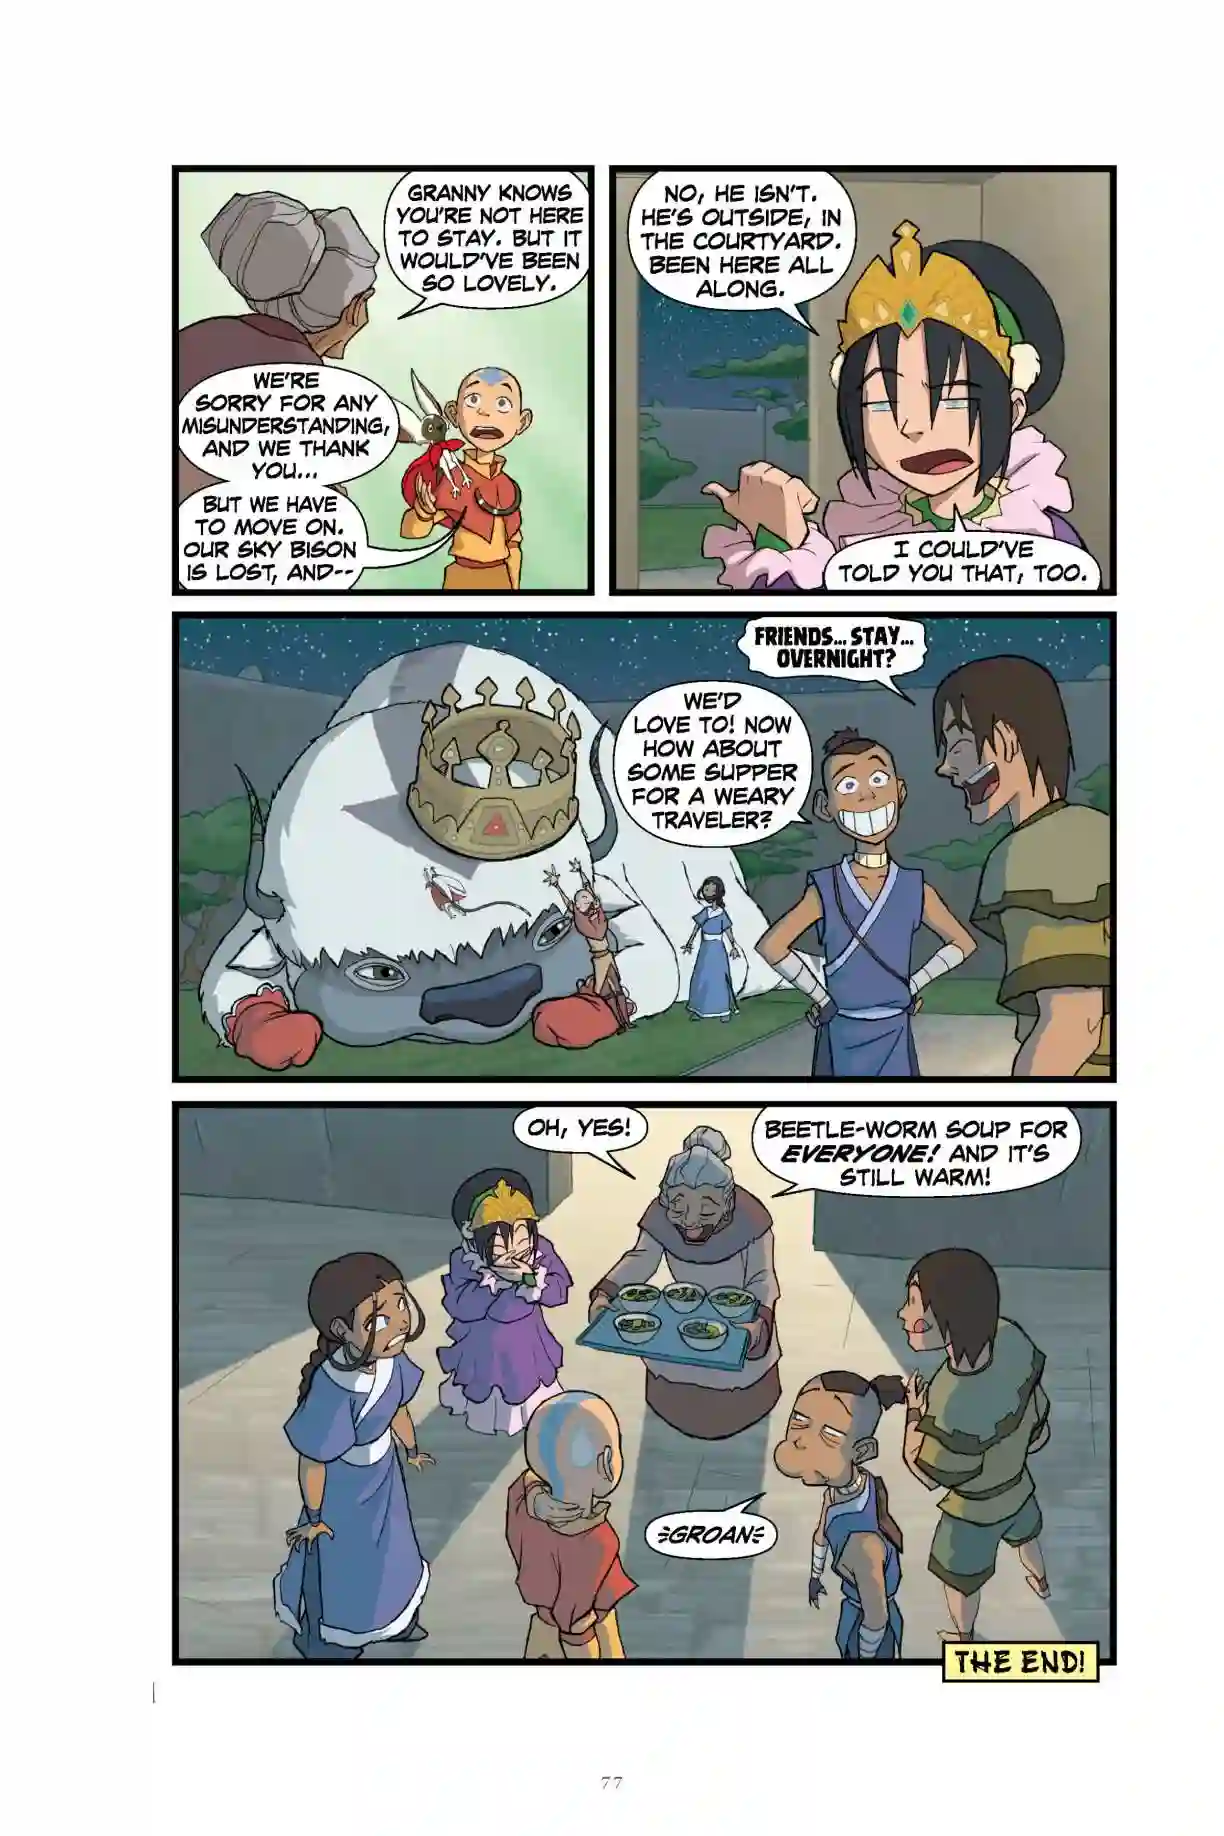 GRANNY KNOWS
YOU'RE NOT HERE
TO STAY. BUT IT
WOULD'VE BEEN
SO LOVELY.
WE'RE
SORRY FOR ANY
MISUNDERSTANDING,
AND WE THANK
YOU...
BUT WE HAVE
TO MOVE ON.
OUR SKY BISON
IS LOST, AND--
NO, HE ISN'T.
HE'S OUTSIDE, IN
THE COURTYARD.
BEEN HERE ALL
ALONG.
I COULD'VE
TOLD YOU THAT, TOO.
FRIENDS... STAY...
OVERNIGHT?
WE'D
LOVE TO! NOW
HOW ABOUT
SOME SUPPER
FOR A WEARY
TRAVELER?
OH, YES!
BEETLE-WORM SOUP FOR
EVERYONE! AND IT'S
STILL WARM!
GROAN
THE END!
77